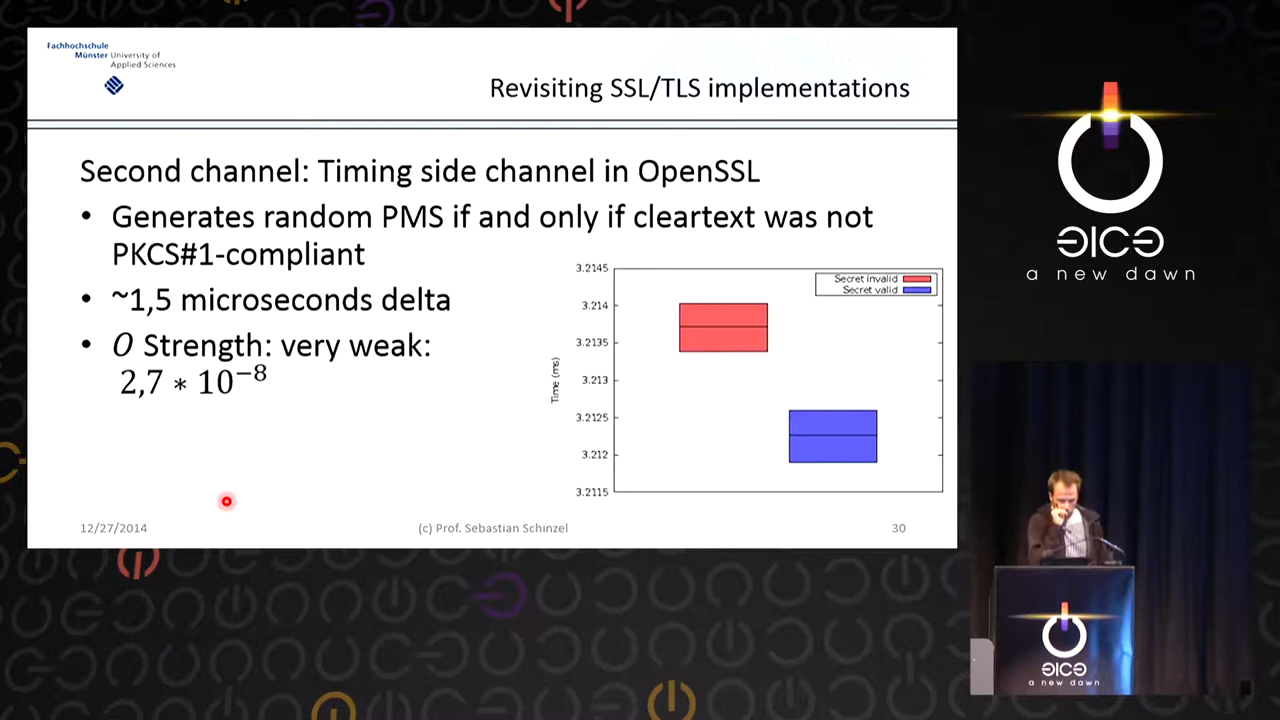 Fachhochschule
Münster University of
Applied Sciences
Revisiting SSL/TLS implementations
Second channel: Timing side channel in OpenSSL
• Generates random PMS if and only if cleartext was not
PKCS#1-compliant
• ~1,5 microseconds delta
• O Strength: very weak:
2,7 * 10⁻⁸
3.2145
3.214
3.2135
3.213
3.2125
3.212
3.2115
Time (ms)
Secret invalid
Secret valid
12/27/2014
(c) Prof. Sebastian Schinzel
30
a new dawn
a new dawn